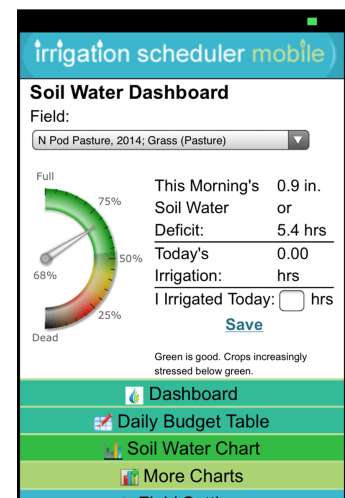 irrigation scheduler mobile
Soil Water Dashboard
Field:
N Pod Pasture, 2014; Grass (Pasture)
Full
75%
50%
68%
25%
Dead
This Morning's 0.9 in.
Soil Water or
Deficit: 5.4 hrs
Today's 0.00
Irrigation: hrs
I Irrigated Today: hrs
Save
Green is good. Crops increasingly
stressed below green.
Dashboard
Daily Budget Table
Soil Water Chart
More Charts